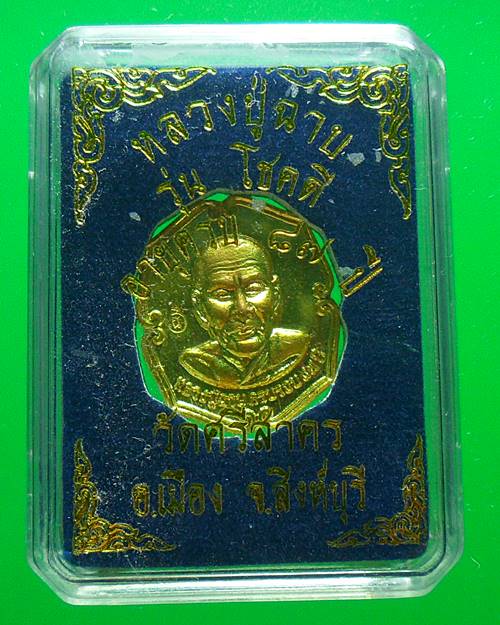 หลวงปู่ฉาบ
รุ่น โชคดี
อายุครบ ๘๗ ปี
วัดศรีสาคร
อ.เมือง จ.สิงห์บุรี